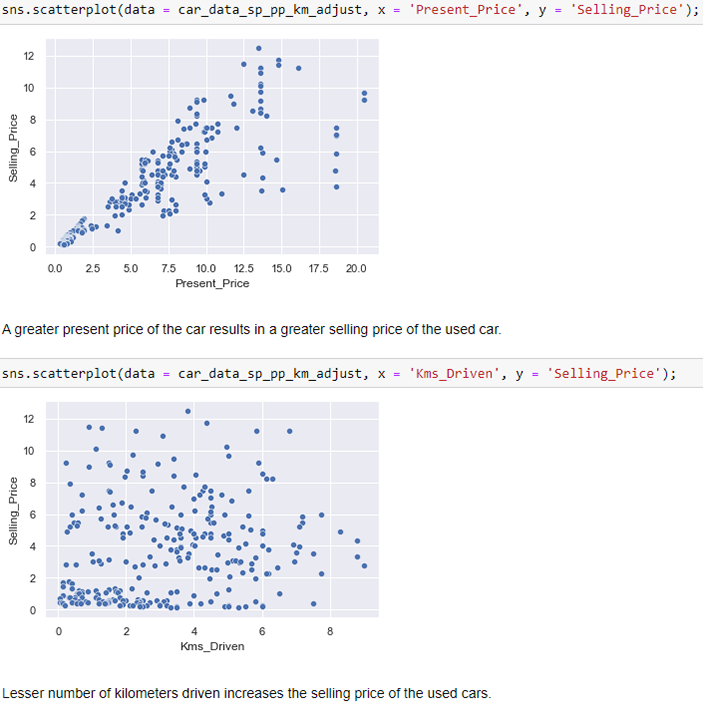 sns.scatterplot(data = car_data_sp_pp_km_adjust, x = 'Present_Price', y = 'Selling_Price');
12
10
8
6
4
2
0
Selling_Price
0.0 2.5 5.0 7.5 10.0 12.5 15.0 17.5 20.0
Present_Price
A greater present price of the car results in a greater selling price of the used car.
sns.scatterplot(data = car_data_sp_pp_km_adjust, x = 'Kms_Driven', y = 'Selling_Price');
12
10
8
6
4
2
0
Selling_Price
0 2 4 6 8
Kms_Driven
Lesser number of kilometers driven increases the selling price of the used cars.